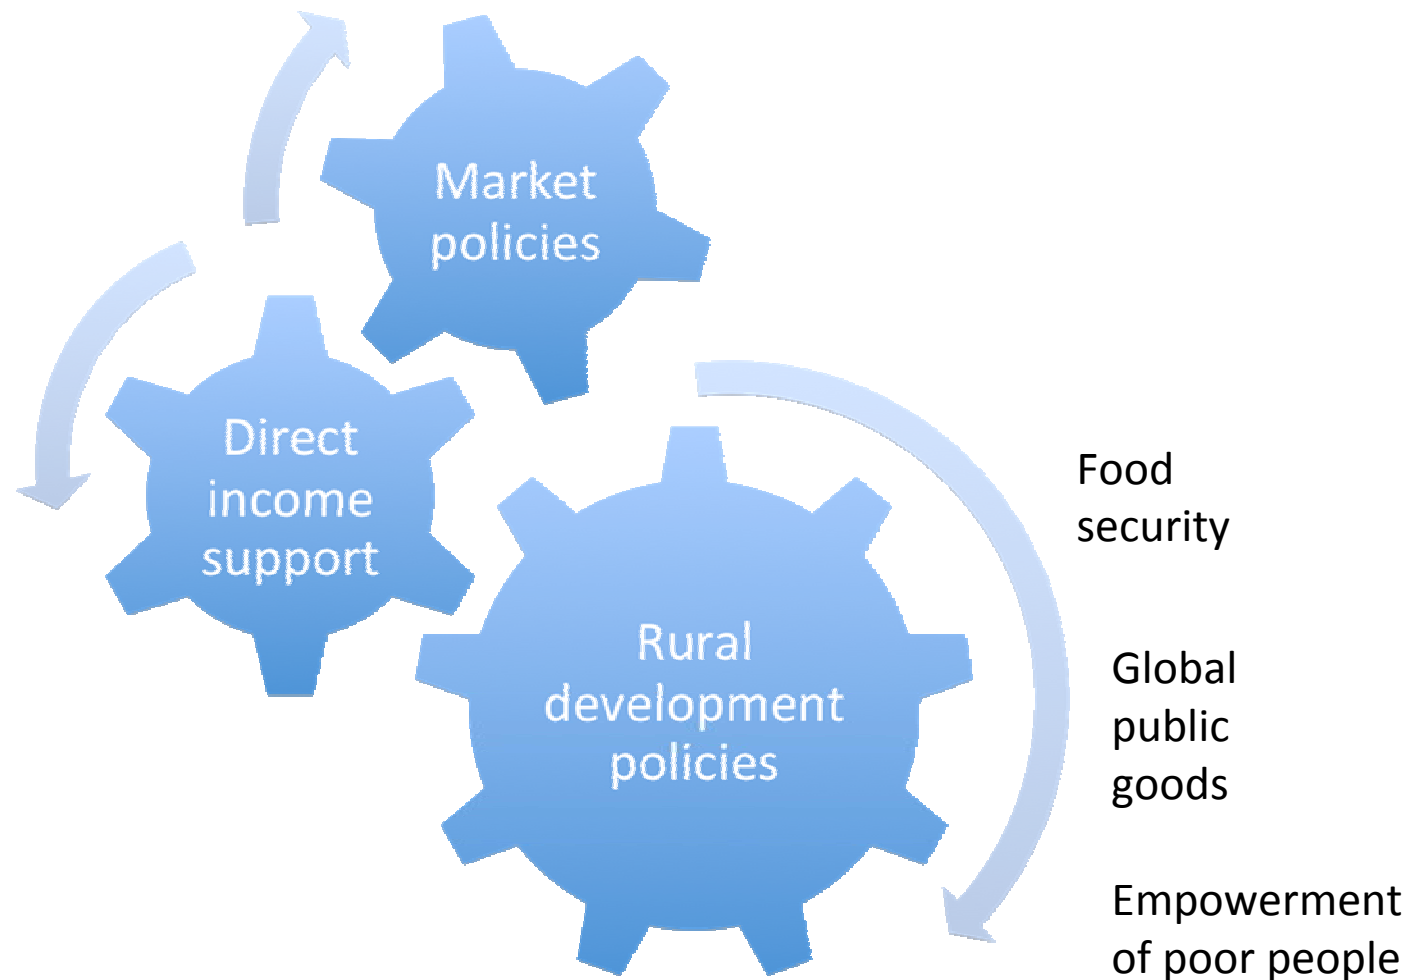 Market
policies
Direct
income
support
Rural
development
policies
Food
security
Global
public
goods
Empowerment
of poor people